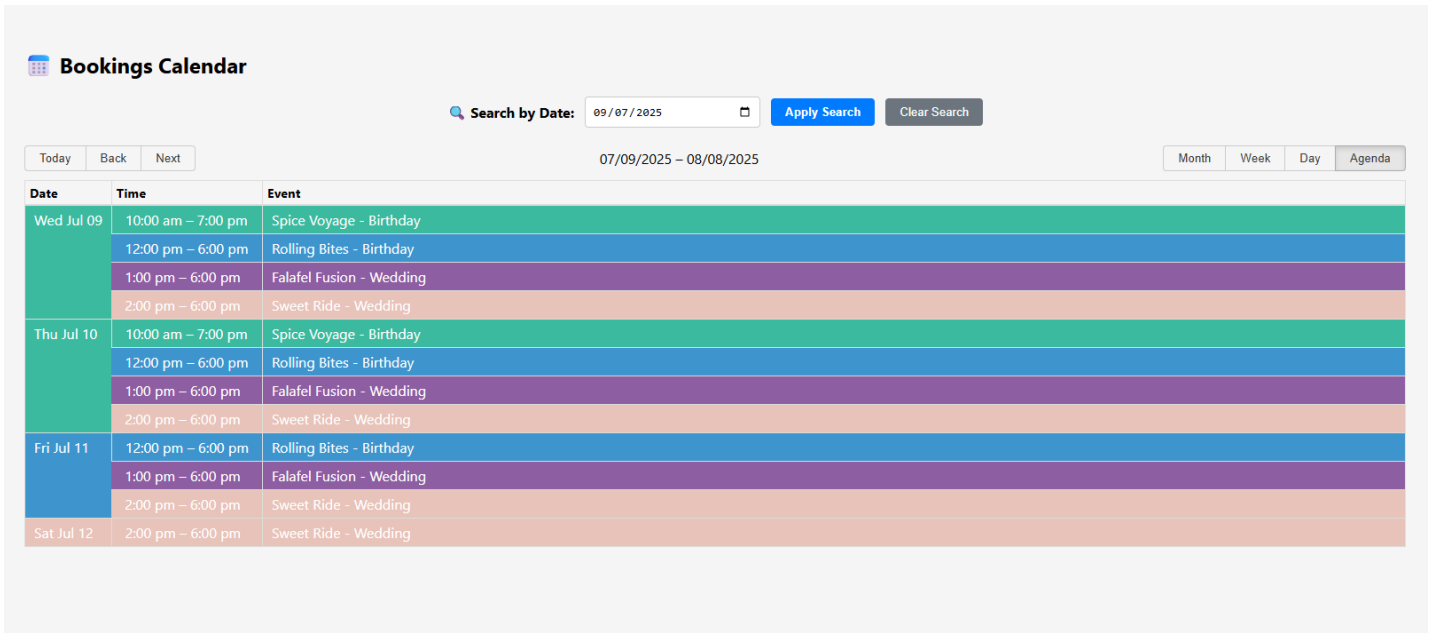 Bookings Calendar
Search by Date: 09/07/2025 Apply Search Clear Search
Today Back Next 07/09/2025 – 08/08/2025 Month Week Day Agenda
Date Time Event
Wed Jul 09 10:00 am – 7:00 pm Spice Voyage - Birthday
12:00 pm – 6:00 pm Rolling Bites - Birthday
1:00 pm – 6:00 pm Falafel Fusion - Wedding
2:00 pm – 6:00 pm Sweet Ride - Wedding
Thu Jul 10 10:00 am – 7:00 pm Spice Voyage - Birthday
12:00 pm – 6:00 pm Rolling Bites - Birthday
1:00 pm – 6:00 pm Falafel Fusion - Wedding
2:00 pm – 6:00 pm Sweet Ride - Wedding
Fri Jul 11 12:00 pm – 6:00 pm Rolling Bites - Birthday
1:00 pm – 6:00 pm Falafel Fusion - Wedding
2:00 pm – 6:00 pm Sweet Ride - Wedding
Sat Jul 12 2:00 pm – 6:00 pm Sweet Ride - Wedding